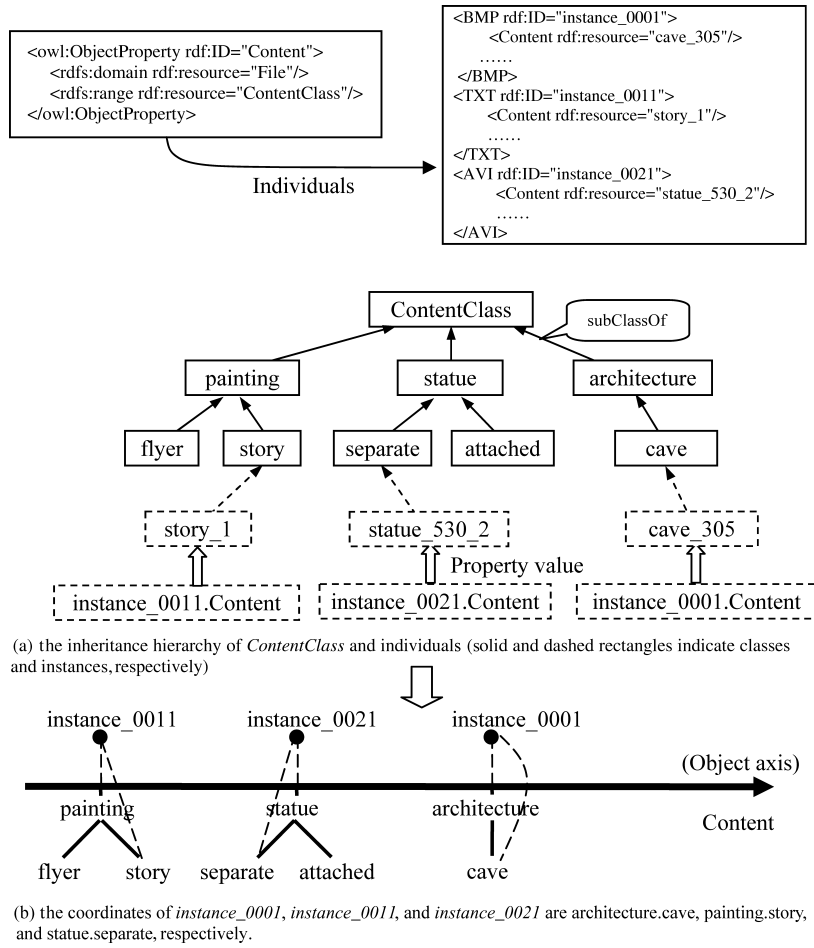 <owl:ObjectProperty rdf:ID="Content">
<rdfs:domain rdf:resource="File"/>
<rdfs:range rdf:resource="ContentClass"/>
</owl:ObjectProperty>
Individuals
<BMP rdf:ID="instance_0001">
<Content rdf:resource="cave_305"/>
……
</BMP>
<TXT rdf:ID="instance_0011">
<Content rdf:resource="story_1"/>
……
</TXT>
<AVI rdf:ID="instance_0021">
<Content rdf:resource="statue_530_2"/>
……
</AVI>
ContentClass
subClassOf
painting statue architecture
flyer story separate attached cave
story_1 statue_530_2 cave_305
Property value
instance_0011.Content instance_0021.Content instance_0001.Content
(a) the inheritance hierarchy of ContentClass and individuals (solid and dashed rectangles indicate classes
and instances, respectively)
instance_0011 instance_0021 instance_0001
(Object axis)
painting statue architecture
Content
flyer story separate attached cave
(b) the coordinates of instance_0001, instance_0011, and instance_0021 are architecture.cave, painting.story,
and statue.separate, respectively.